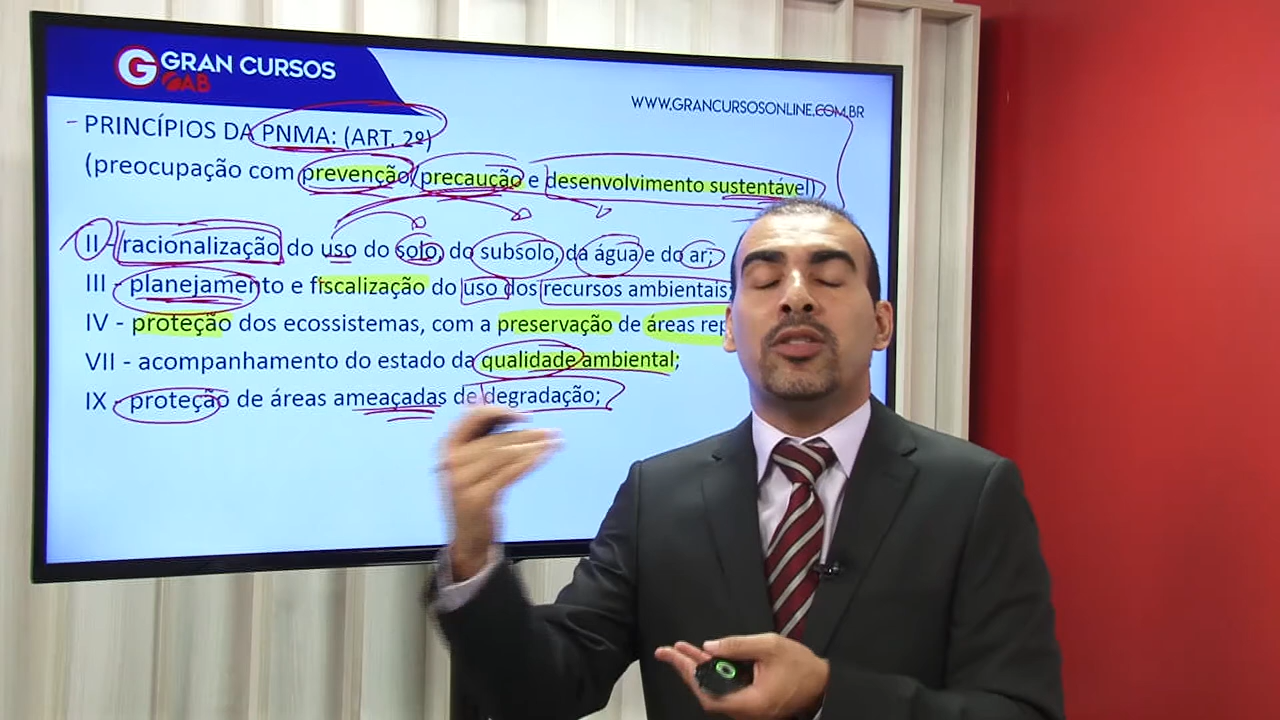 GRAN CURSOS
OAB
WWW.GRANCURSOSONLINE.COM.BR
- PRINCÍPIOS DA PNMA: (ART. 2º)
(preocupação com prevenção, precaução e desenvolvimento sustentável)
II - racionalização do uso do solo, do subsolo, da água e do ar;
III - planejamento e fiscalização do uso dos recursos ambientais;
IV - proteção dos ecossistemas, com a preservação de áreas rep
VII - acompanhamento do estado da qualidade ambiental;
IX - proteção de áreas ameaçadas de degradação;